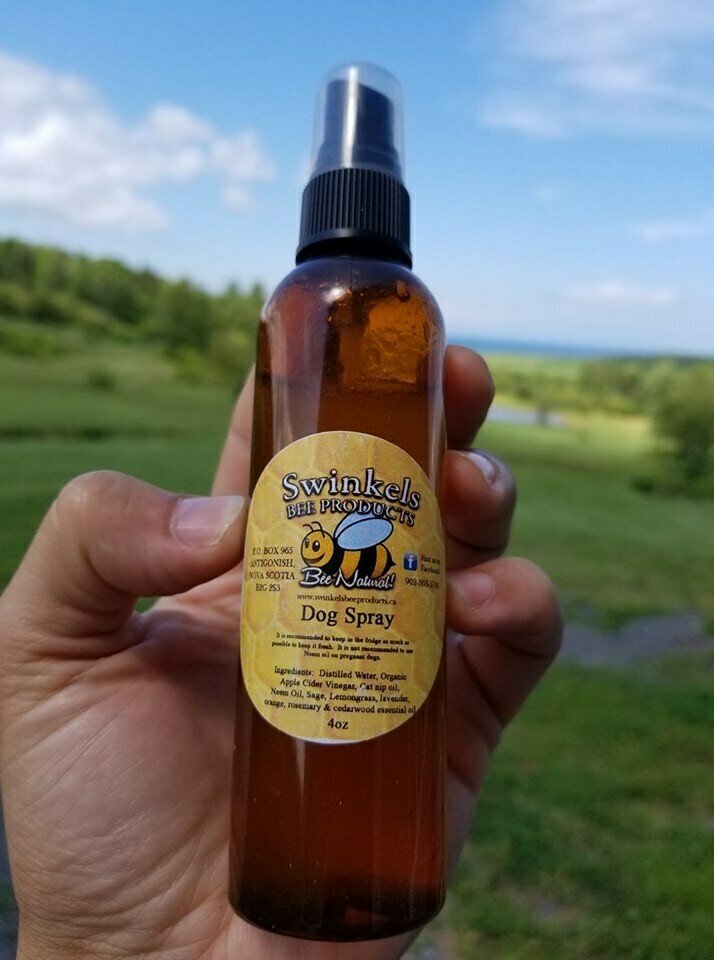 Swinkels
BEE PRODUCTS
P.O. BOX 965
ANTIGONISH,
NOVA SCOTIA
B2G 2S3
Bee Natural!
Find us on
Facebook!
www.swinkelsbeeproducts.ca
Dog Spray
It is recommended to keep in the fridge as much as
possible to keep it fresh. It is not recommended to use
Neem oil on pregnant dogs.
Ingredients: Distilled Water, Organic
Apple Cider Vinegar, Cat nip oil,
Neem Oil, Sage, Lemongrass, lavender,
orange, rosemary & cedarwood essential oil
4oz